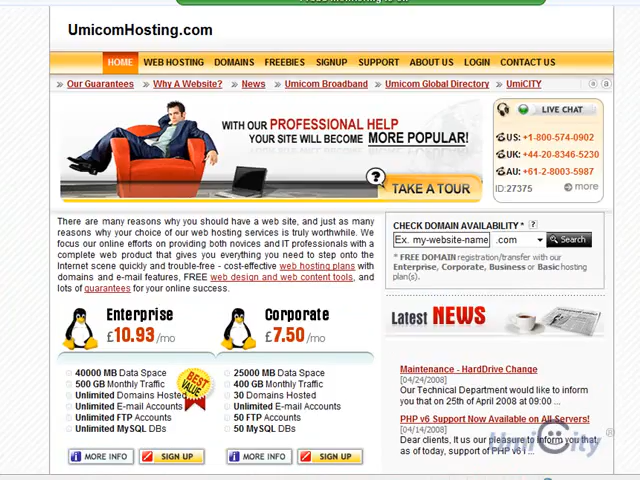 UmicomHosting.com
HOME WEB HOSTING DOMAINS FREEBIES SIGNUP SUPPORT ABOUT US LOGIN CONTACT US
Our Guarantees Why A Website? News Umicom Broadband Umicom Global Directory UmiCITY
WITH OUR PROFESSIONAL HELP
YOUR SITE WILL BECOME MORE POPULAR!
? TAKE A TOUR
LIVE CHAT
US: +1-800-574-0902
UK: +44-20-8346-5230
AU: +61-2-8003-5987
ID:27375 more
There are many reasons why you should have a web site, and just as many
reasons why your choice of our web hosting services is truly worthwhile. We
focus our online efforts on providing both novices and IT professionals with a
complete web product that gives you everything you need to step onto the
Internet scene quickly and trouble-free - cost-effective web hosting plans with
domains and e-mail features, FREE web design and web content tools, and
lots of guarantees for your online success.
CHECK DOMAIN AVAILABILITY * ?
Ex. my-website-name .com Search
* FREE DOMAIN registration/transfer with our
Enterprise, Corporate, Business or Basic hosting
plan(s).
Enterprise
£10.93/mo
40000 MB Data Space
500 GB Monthly Traffic
Unlimited Domains Hosted
Unlimited E-mail Accounts
Unlimited FTP Accounts
Unlimited MySQL DBs
BEST
VALUE
MORE INFO SIGN UP
Corporate
£7.50/mo
25000 MB Data Space
400 GB Monthly Traffic
30 Domains Hosted
Unlimited E-mail Accounts
50 FTP Accounts
50 MySQL DBs
MORE INFO SIGN UP
Latest NEWS
Maintenance - HardDrive Change
[04/24/2008]
Our Technical Department would like to inform
you that on 25th of April 2008 at 09:00 ...
PHP v6 Support Now Available on All Servers!
[04/14/2008]
Dear clients, It us our pleasure to inform you that,
as of today, support of PHP v6 i...
UmiCity®